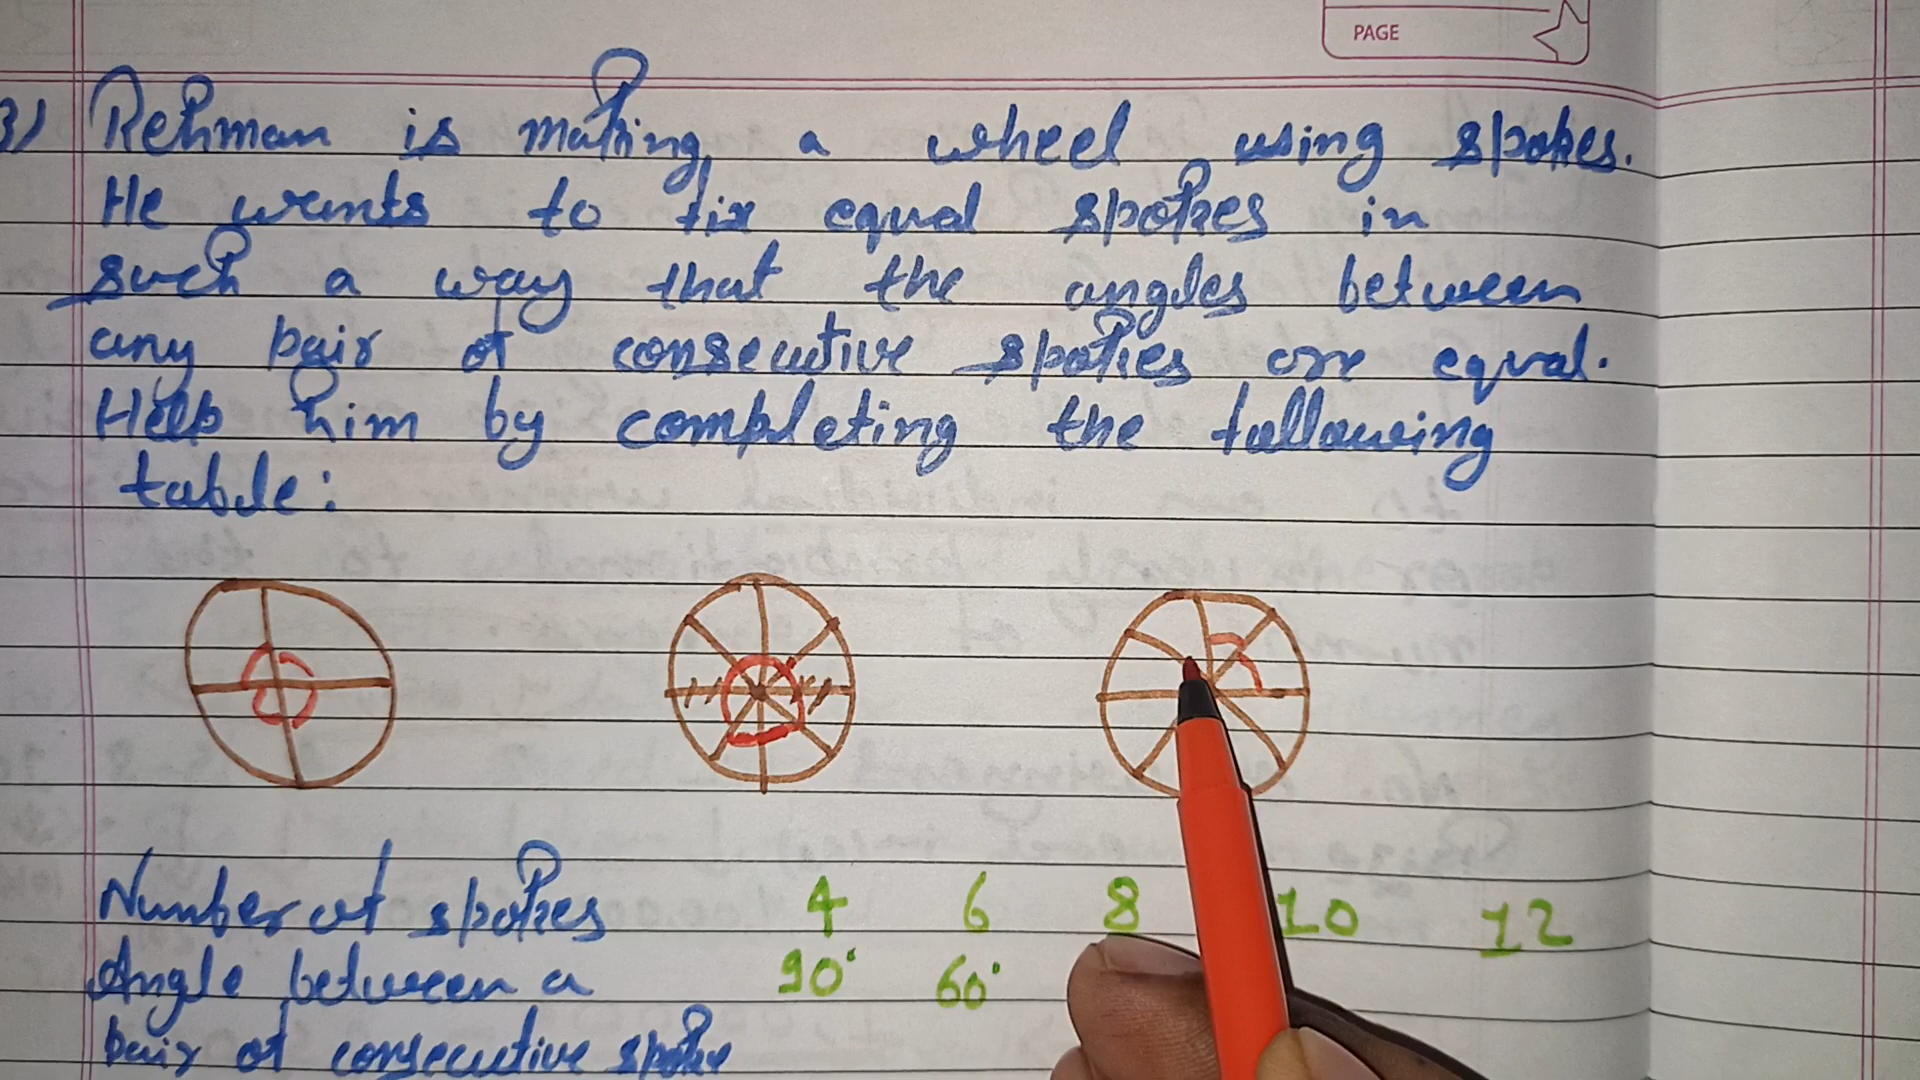 PAGE
3) Rehman is making a wheel using spokes.
He wants to fix equal spokes in
such a way that the angles between
any pair of consecutive spokes are equal.
Help him by completing the following
table:
Number of spokes 4 6 8 10 12
Angle between a 90° 60°
pair of consecutive spoke